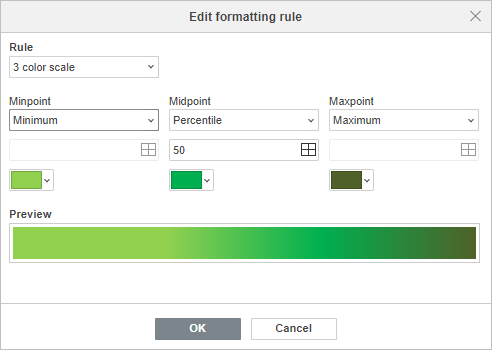 Edit formatting rule
Rule
3 color scale
Minpoint Midpoint Maxpoint
Minimum Percentile Maximum
50
Preview
OK Cancel